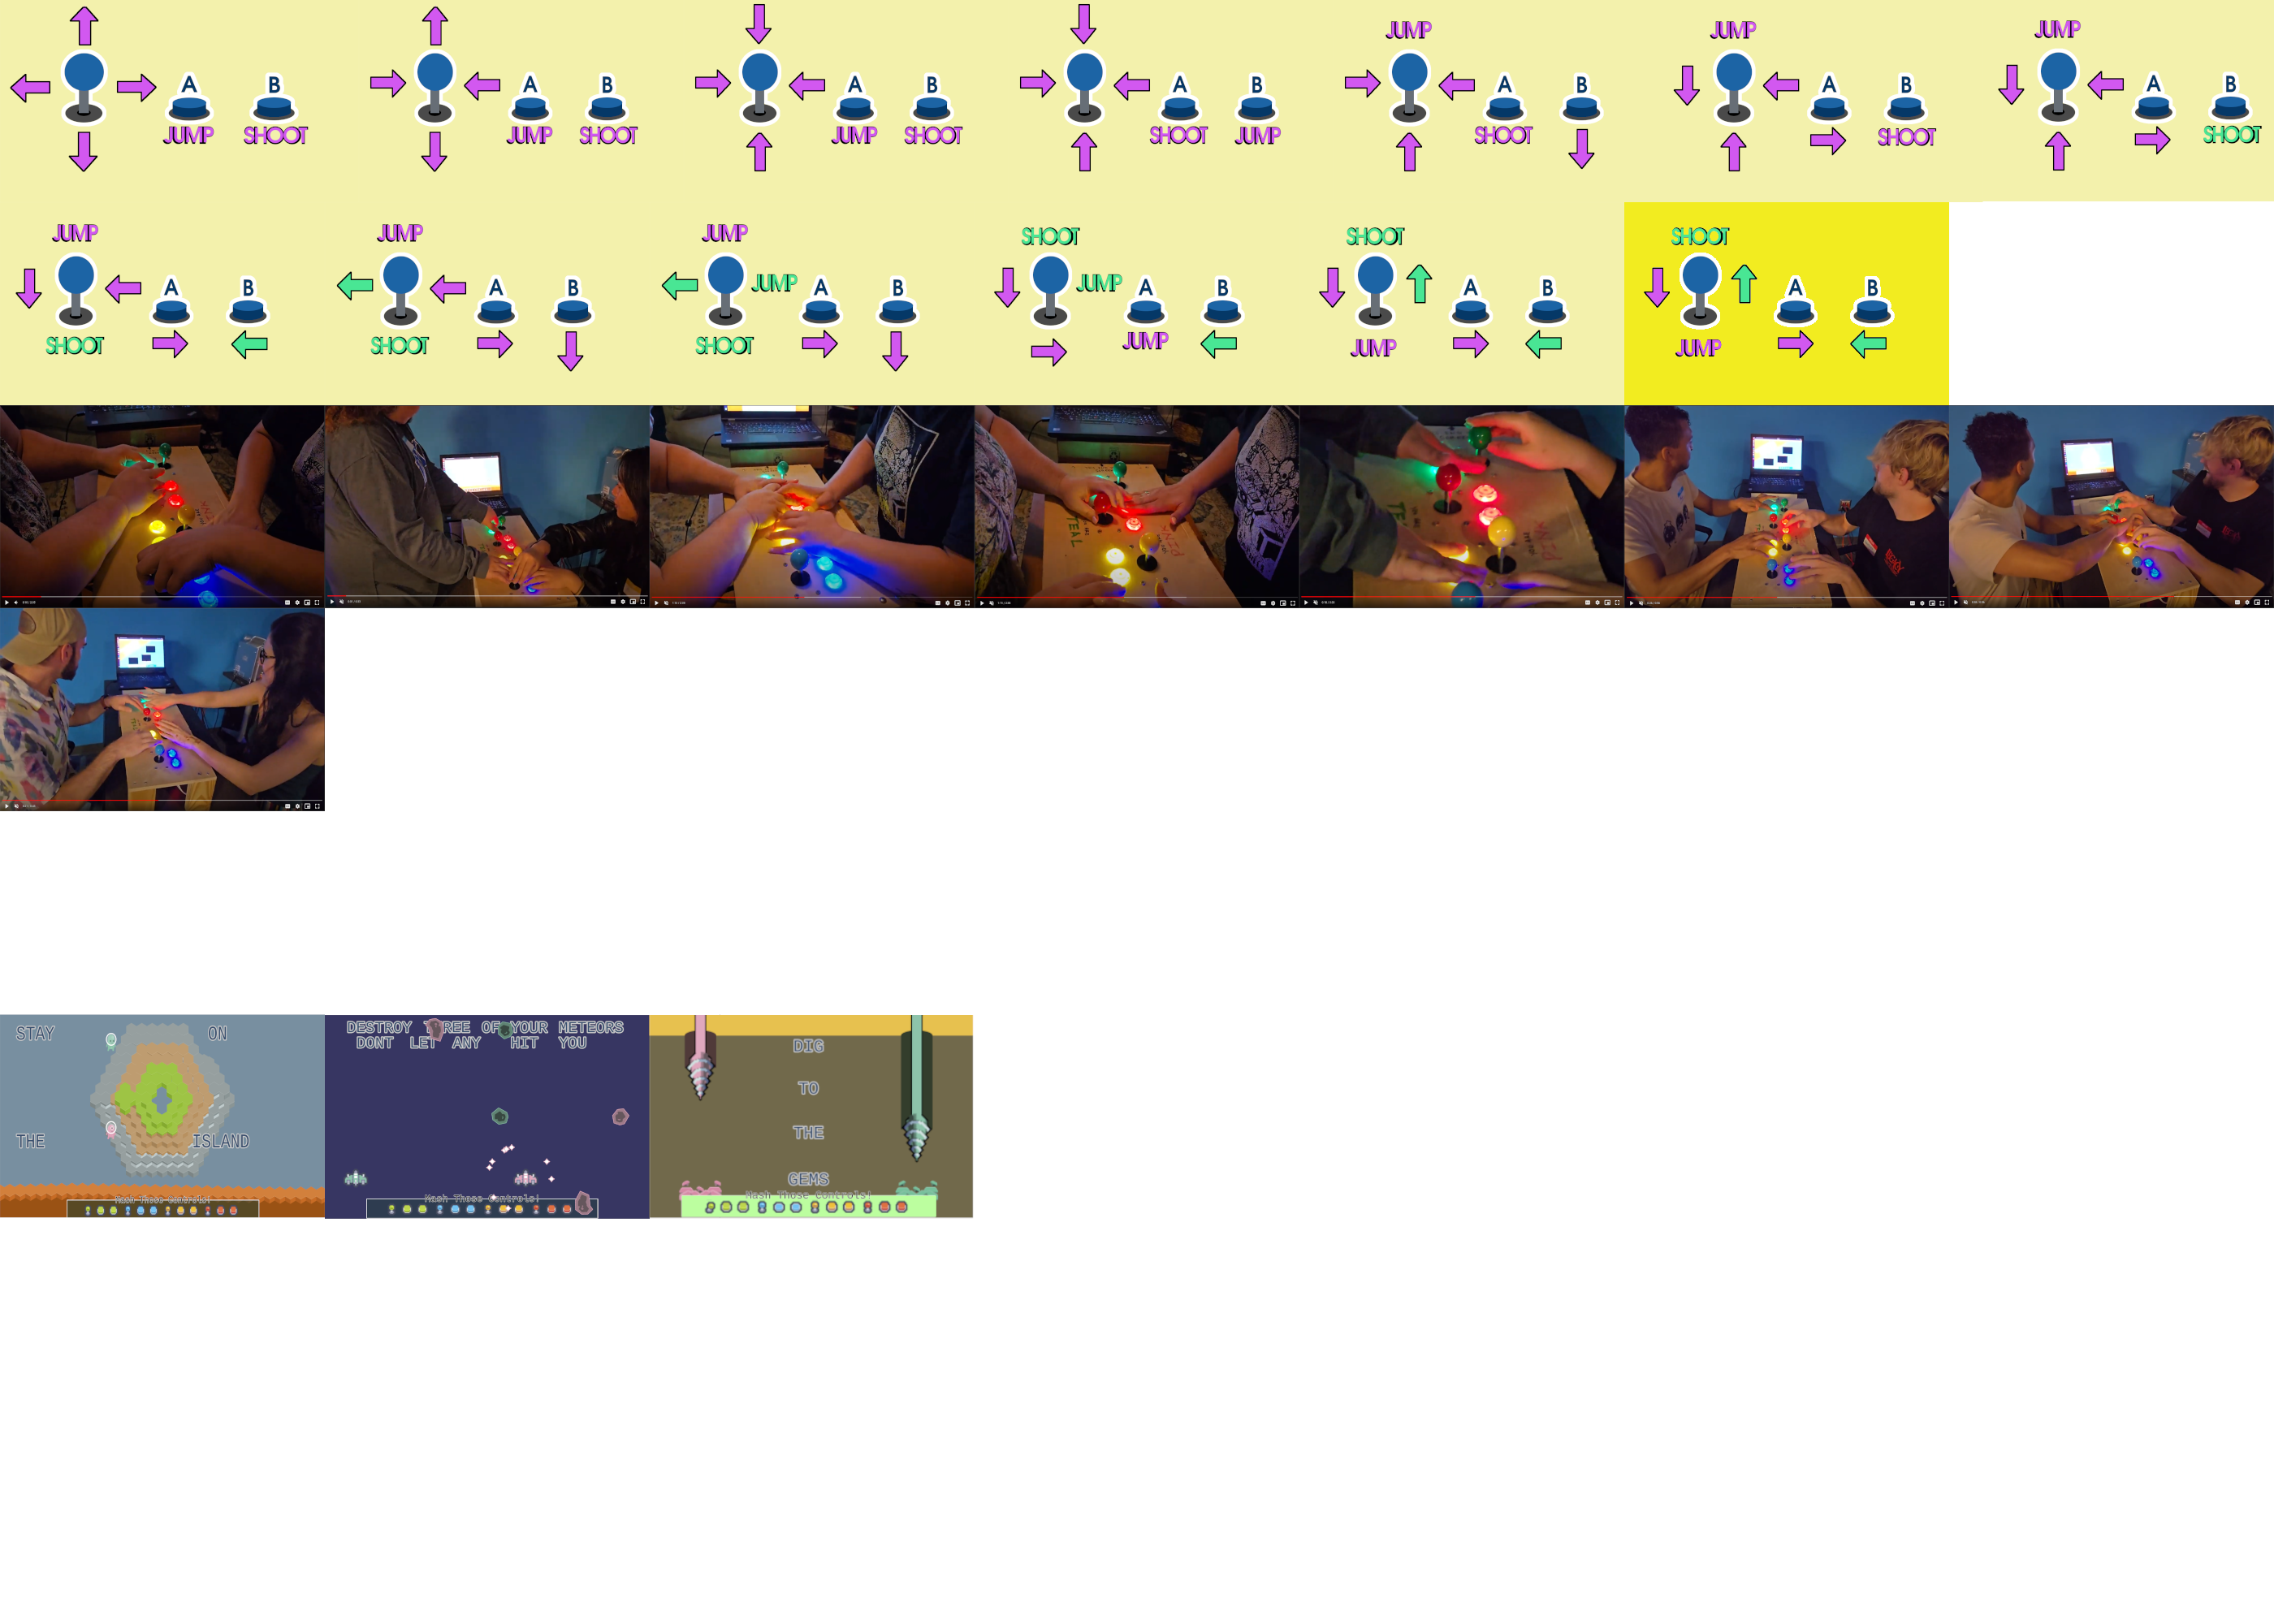 JUMP
JUMP
JUMP
A B
JUMP SHOOT
A B
JUMP SHOOT
A B
JUMP SHOOT
A B
SHOOT JUMP
A B
SHOOT
A B
SHOOT
A B
SHOOT
JUMP
A B
SHOOT
JUMP
A B
SHOOT
JUMP
JUMP A B
SHOOT
SHOOT
JUMP A B
JUMP
SHOOT
A B
JUMP
SHOOT
A B
JUMP
TEAL
STAY ON
THE ISLAND
Mash Those Controls!
DESTROY THREE OF YOUR METEORS
DONT LET ANY HIT YOU
Mash Those Controls!
DIG
TO
THE
GEMS
Mash Those Controls!